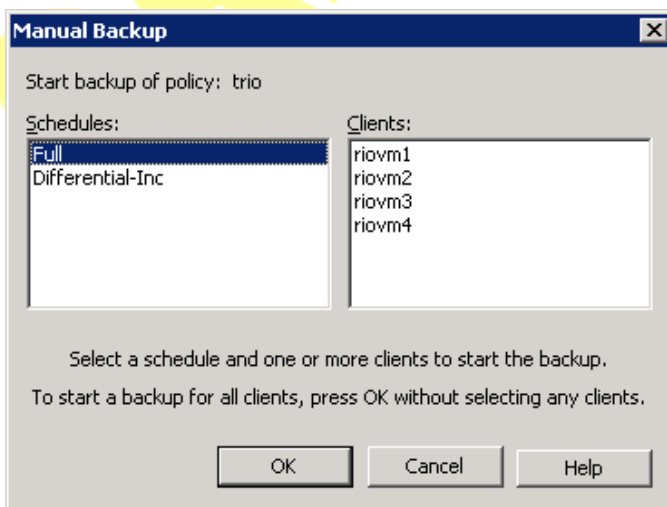 Manual Backup
Start backup of policy: trio
Schedules:
Full
Differential-Inc
Clients:
riovm1
riovm2
riovm3
riovm4
Select a schedule and one or more clients to start the backup.
To start a backup for all clients, press OK without selecting any clients.
OK
Cancel
Help